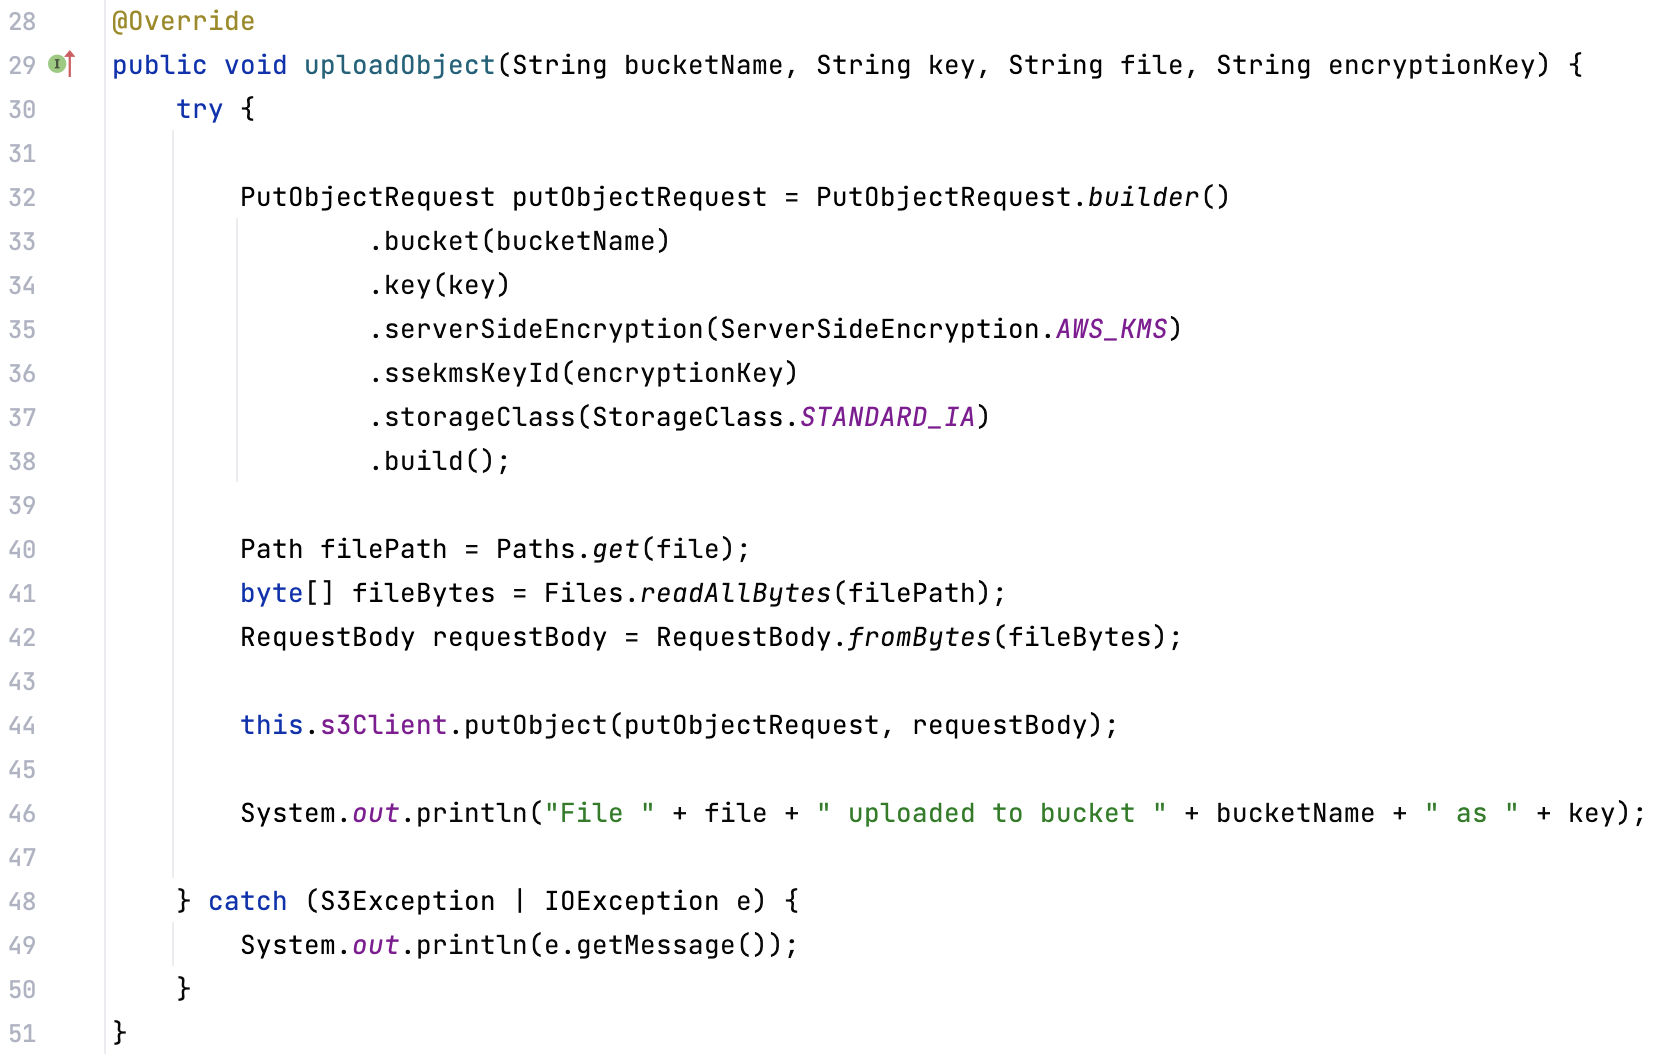 28 @Override
29 public void uploadObject(String bucketName, String key, String file, String encryptionKey) {
30     try {
31
32         PutObjectRequest putObjectRequest = PutObjectRequest.builder()
33                 .bucket(bucketName)
34                 .key(key)
35                 .serverSideEncryption(ServerSideEncryption.AWS_KMS)
36                 .ssekmsKeyId(encryptionKey)
37                 .storageClass(StorageClass.STANDARD_IA)
38                 .build();
39
40         Path filePath = Paths.get(file);
41         byte[] fileBytes = Files.readAllBytes(filePath);
42         RequestBody requestBody = RequestBody.fromBytes(fileBytes);
43
44         this.s3Client.putObject(putObjectRequest, requestBody);
45
46         System.out.println("File " + file + " uploaded to bucket " + bucketName + " as " + key);
47
48     } catch (S3Exception | IOException e) {
49         System.out.println(e.getMessage());
50     }
51 }